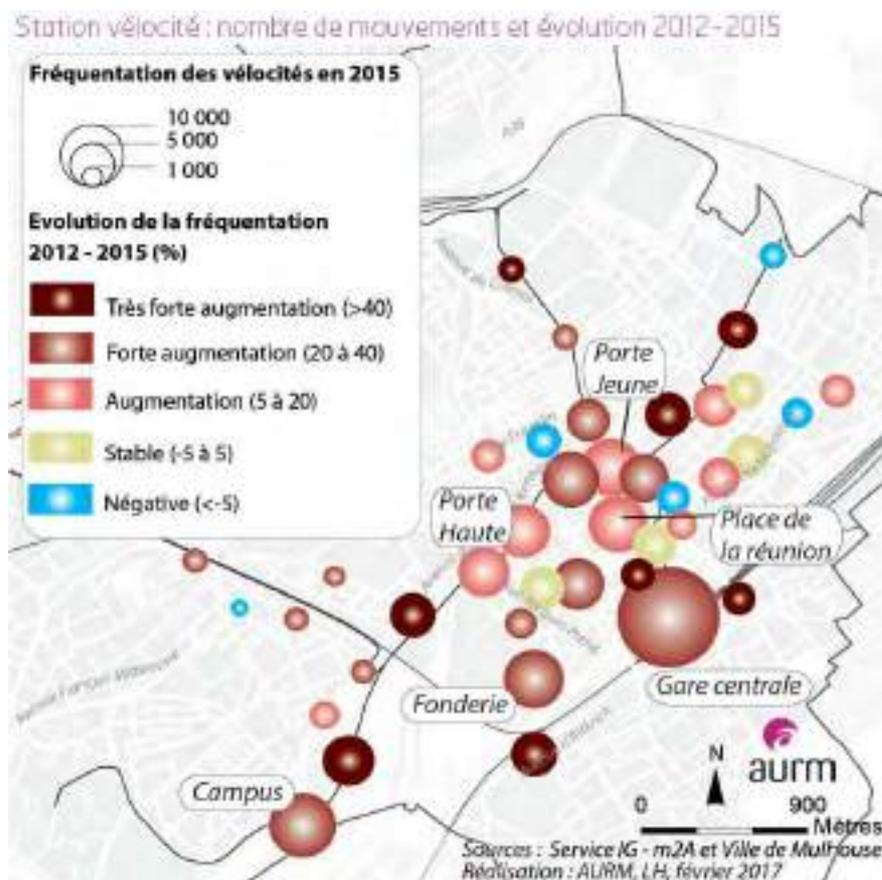 Station vélocité : nombre de mouvements et évolution 2012-2015
Fréquentation des vélocités en 2015
10 000
5 000
1 000
Evolution de la fréquentation
2012 - 2015 (%)
Très forte augmentation (>40)
Forte augmentation (20 à 40)
Augmentation (5 à 20)
Stable (-5 à 5)
Négative (<-5)
A36
Porte
Jeune
Porte
Haute
Place de
la réunion
Fonderie
Gare centrale
Campus
aurm
N
0 900
Mètres
Sources : Service IG - m2A et Ville de Mulhouse
Réalisation : AURM, LH, février 2017